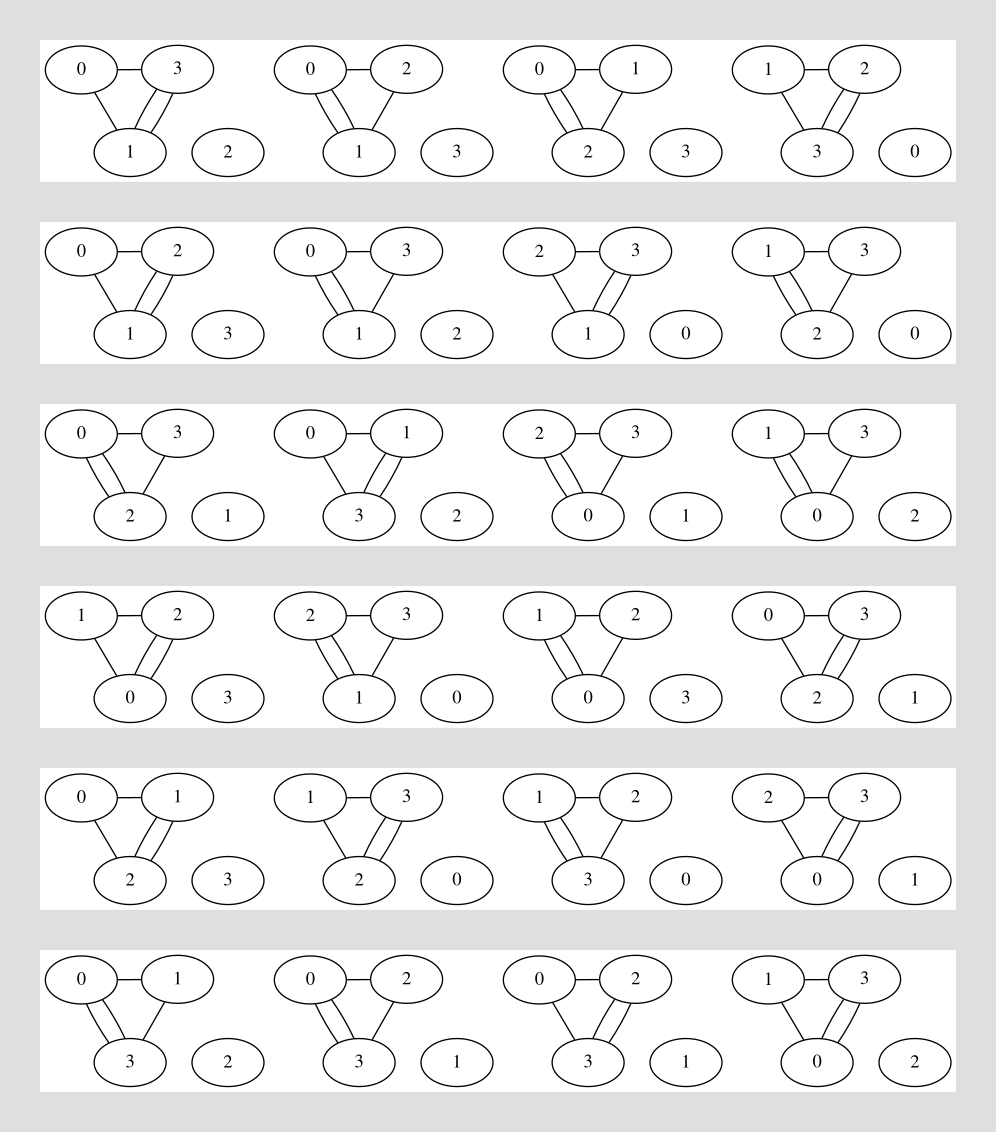 0 3 0 2 0 1 1 2
1 2 1 3 2 3 3 0
0 2 0 3 2 3 1 3
1 3 1 2 1 0 2 0
0 3 0 1 2 3 1 3
2 1 3 2 0 1 0 2
1 2 2 3 1 2 0 3
0 3 1 0 0 3 2 1
0 1 1 3 1 2 2 3
2 3 2 0 3 0 0 1
0 1 0 2 0 2 1 3
3 2 3 1 3 1 0 2